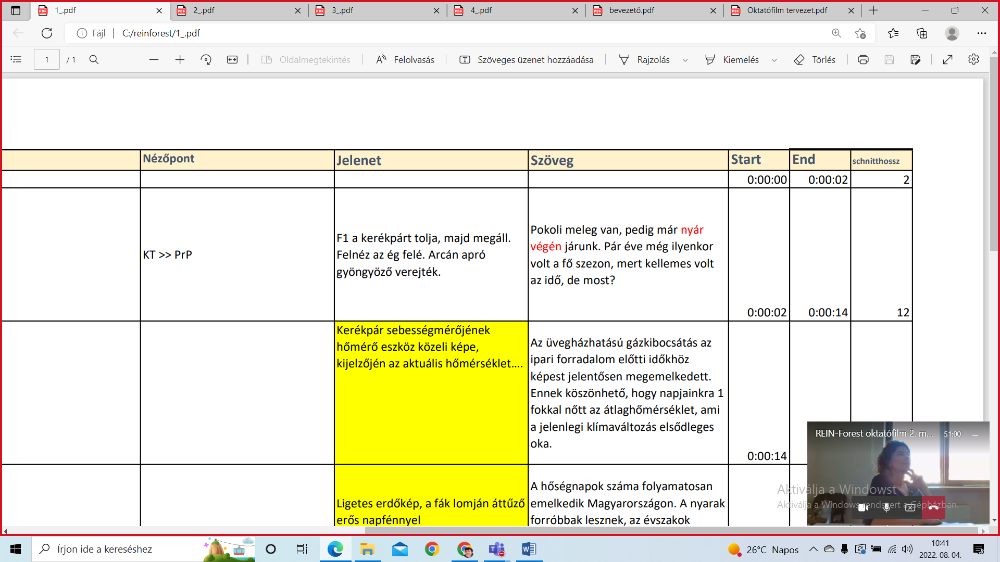 1_.pdf
2_.pdf
3_.pdf
4_.pdf
bevezető.pdf
Oktatófilm tervezet.pdf
Fájl
C:/reinforest/1_.pdf
1
/ 1
Oldalmegtekintés
Felolvasás
Szöveges üzenet hozzáadása
Rajzolás
Kiemelés
Törlés
Nézőpont
Jelenet
Szöveg
Start
End
schnitthossz
0:00:00
0:00:02
2
KT >> PrP
F1 a kerékpárt tolja, majd megáll.
Felnéz az ég felé. Arcán apró
gyöngyöző verejték.
Pokoli meleg van, pedig már nyár
végén járunk. Pár éve még ilyenkor
volt a fő szezon, mert kellemes volt
az idő, de most?
0:00:02
0:00:14
12
Kerékpár sebességmérőjének
hőmérő eszköz közeli képe,
kijelzőjén az aktuális hőmérséklet....
Az üvegházhatású gázkibocsátás az
ipari forradalom előtti időkhöz
képest jelentősen megemelkedett.
Ennek köszönhető, hogy napjainkra 1
fokkal nőtt az átlaghőmérséklet, ami
a jelenlegi klímaváltozás elsődleges
oka.
0:00:14
Ligetes erdőkép, a fák lomján áttűző
erős napfénnyel
A hőségnapok száma folyamatosan
emelkedik Magyarországon. A nyarak
forróbbak lesznek, az évszakok
REIN-Forest oktatófilm 2. m...
51:00
Aktiválja a Windowst
Aktiválja a Windows rendszert a Gépházban.
Írjon ide a kereséshez
26°C Napos
10:41
2022. 08. 04.